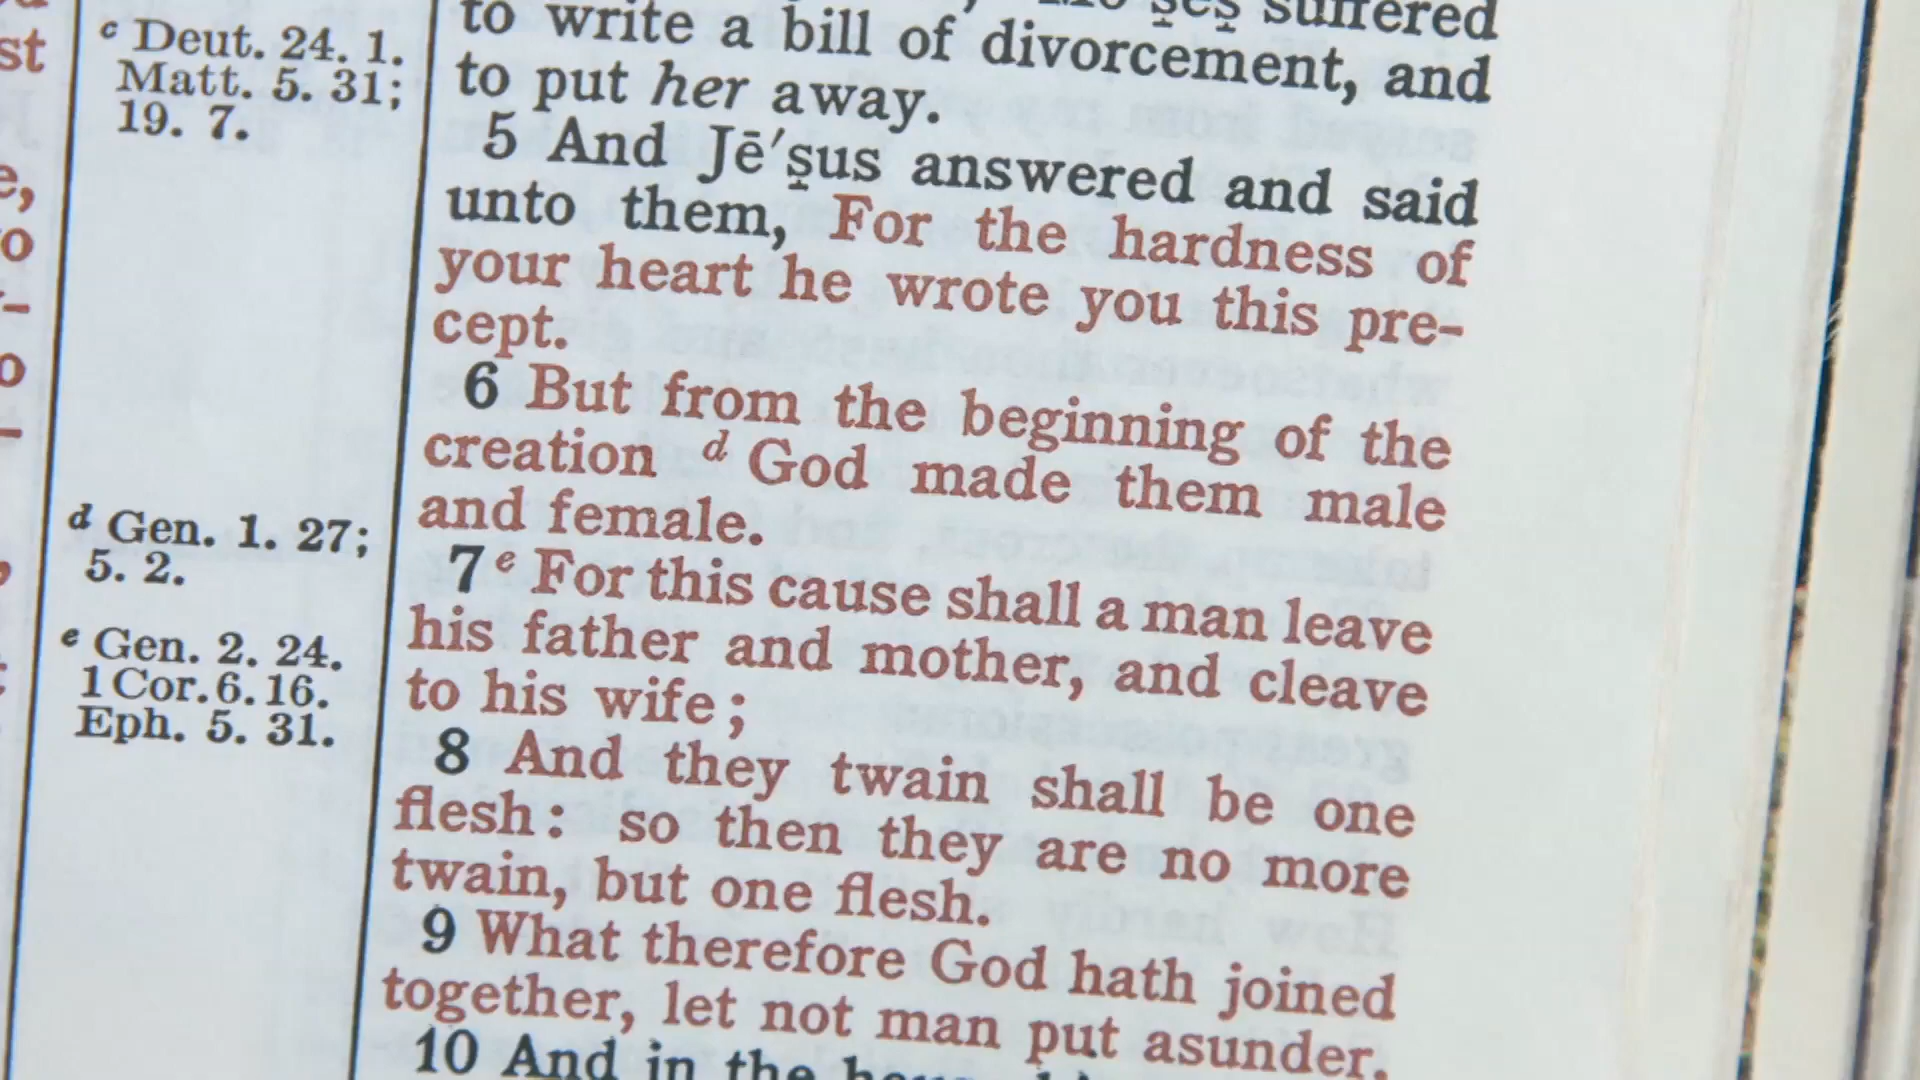 c Deut. 24. 1.
Matt. 5. 31;
19. 7.
d Gen. 1. 27;
5. 2.
e Gen. 2. 24.
1 Cor. 6. 16.
Eph. 5. 31.
suffered
to write a bill of divorcement, and
to put her away.
5 And Jē′s̱us answered and said
unto them, For the hardness of
your heart he wrote you this pre-
cept.
6 But from the beginning of the
creation d God made them male
and female.
7 e For this cause shall a man leave
his father and mother, and cleave
to his wife;
8 And they twain shall be one
flesh: so then they are no more
twain, but one flesh.
9 What therefore God hath joined
together, let not man put asunder.
10 And in the